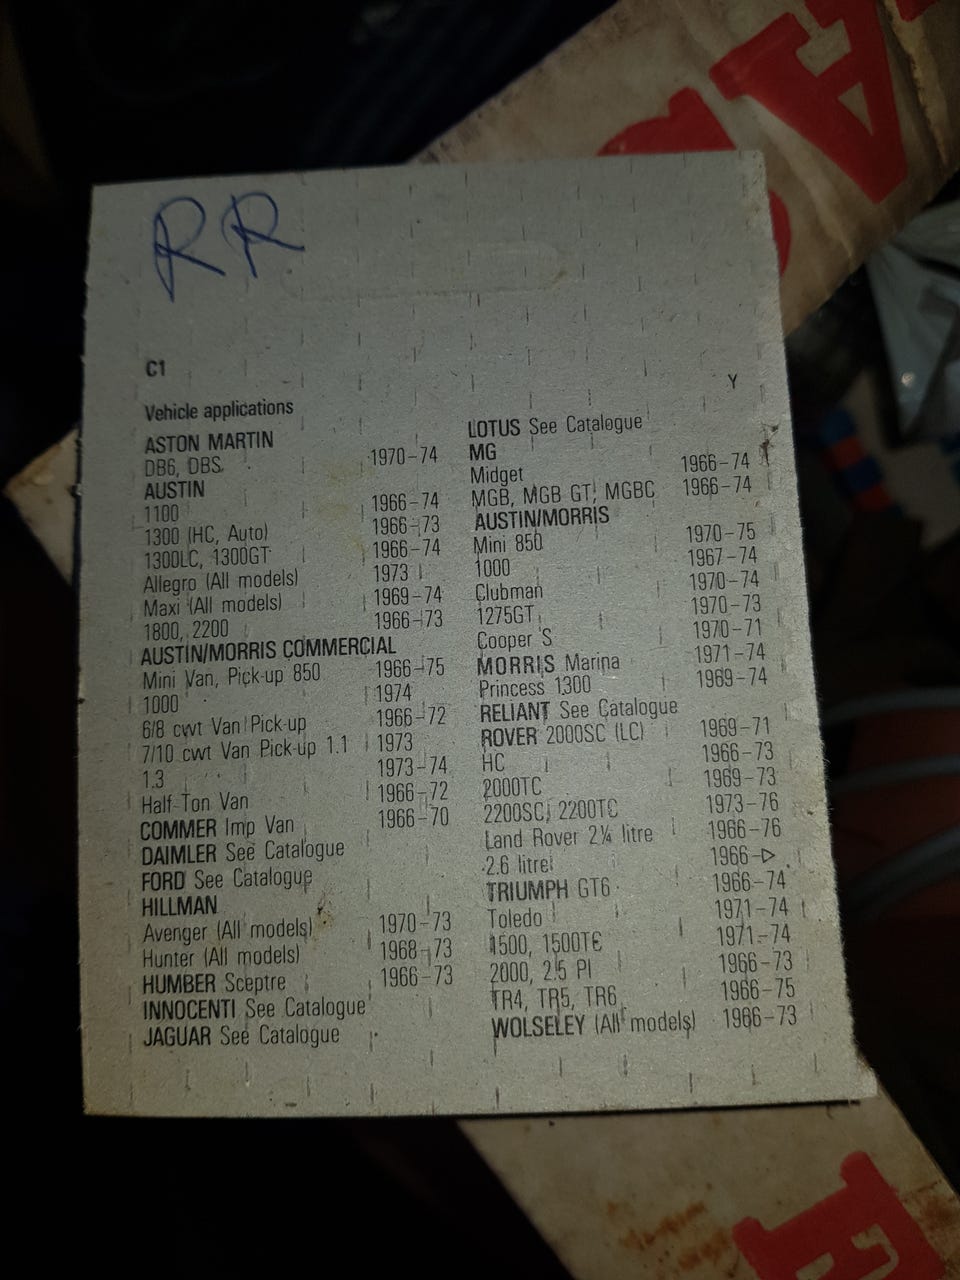 RR
C1
Y
Vehicle applications
ASTON MARTIN
DB6, DBS 1970–74
AUSTIN
1100 1966–74
1300 (HC, Auto) 1966–73
1300LC, 1300GT 1966–74
Allegro (All models) 1973
Maxi (All models) 1969–74
1800, 2200 1966–73
AUSTIN/MORRIS COMMERCIAL
Mini Van, Pick-up 850 1966–75
1000 1974
6/8 cwt Van Pick-up 1966–72
7/10 cwt Van Pick-up 1.1 1973
1.3 1973–74
Half Ton Van 1966–72
COMMER Imp Van 1966–70
DAIMLER See Catalogue
FORD See Catalogue
HILLMAN
Avenger (All models) 1970–73
Hunter (All models) 1968–73
HUMBER Sceptre 1966–73
INNOCENTI See Catalogue
JAGUAR See Catalogue
LOTUS See Catalogue
MG
Midget 1966–74
MGB, MGB GT, MGBC 1966–74
AUSTIN/MORRIS
Mini 850 1970–75
1000 1967–74
Clubman 1970–74
1275GT 1970–73
Cooper S 1970–71
MORRIS Marina 1971–74
Princess 1300 1969–74
RELIANT See Catalogue
ROVER 2000SC (LC) 1969–71
HC 1966–73
2000TC 1969–73
2200SC, 2200TC 1973–76
Land Rover 2¼ litre 1966–76
2.6 litre 1966–▷
TRIUMPH GT6 1966–74
Toledo 1971–74
1500, 1500TC 1971–74
2000, 2.5 PI 1966–73
TR4, TR5, TR6 1966–75
WOLSELEY (All models) 1966–73